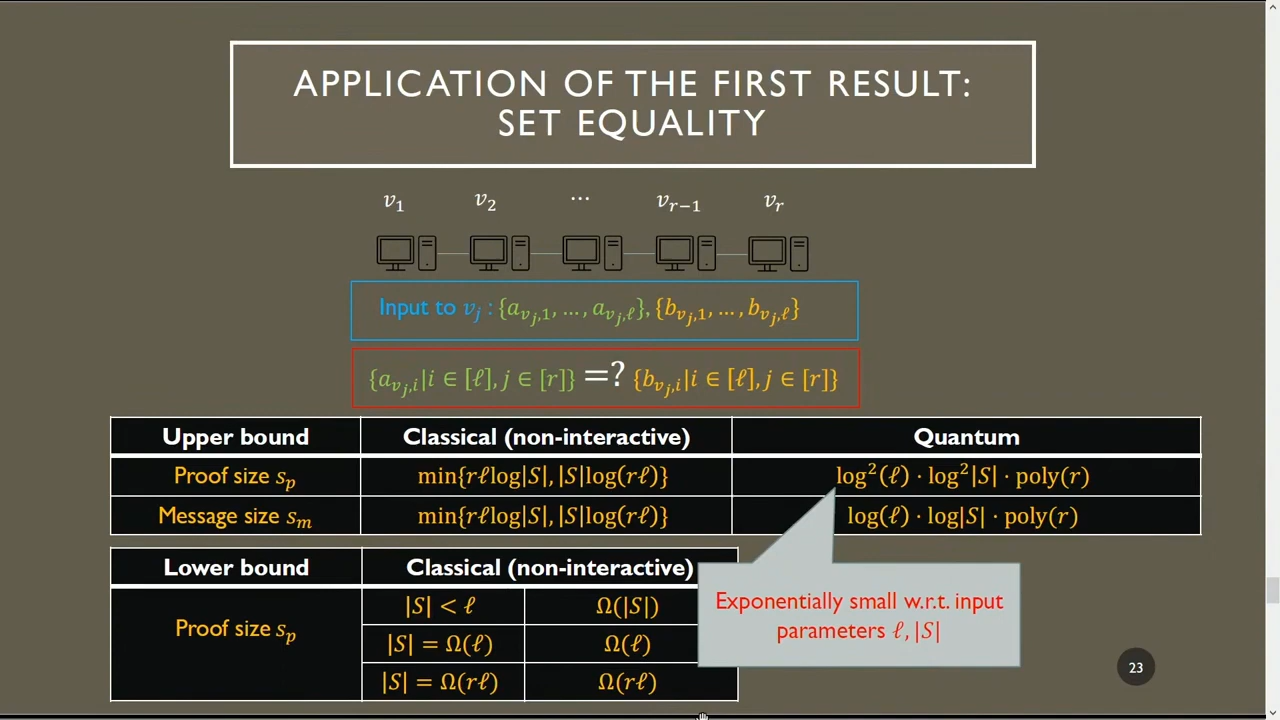 APPLICATION OF THE FIRST RESULT:
SET EQUALITY
v₁ v₂ ⋯ vᵣ₋₁ vᵣ
Input to v_j : {a_{v_j,1}, …, a_{v_j,ℓ}}, {b_{v_j,1}, …, b_{v_j,ℓ}}
{a_{v_j,i}|i ∈ [ℓ], j ∈ [r]} =? {b_{v_j,i}|i ∈ [ℓ], j ∈ [r]}
Upper bound Classical (non-interactive) Quantum
Proof size s_p min{rℓlog|S|, |S|log(rℓ)} log²(ℓ) · log²|S| · poly(r)
Message size s_m min{rℓlog|S|, |S|log(rℓ)} log(ℓ) · log|S| · poly(r)
Lower bound Classical (non-interactive)
Proof size s_p |S| < ℓ Ω(|S|)
|S| = Ω(ℓ) Ω(ℓ)
|S| = Ω(rℓ) Ω(rℓ)
Exponentially small w.r.t. input
parameters ℓ, |S|
23